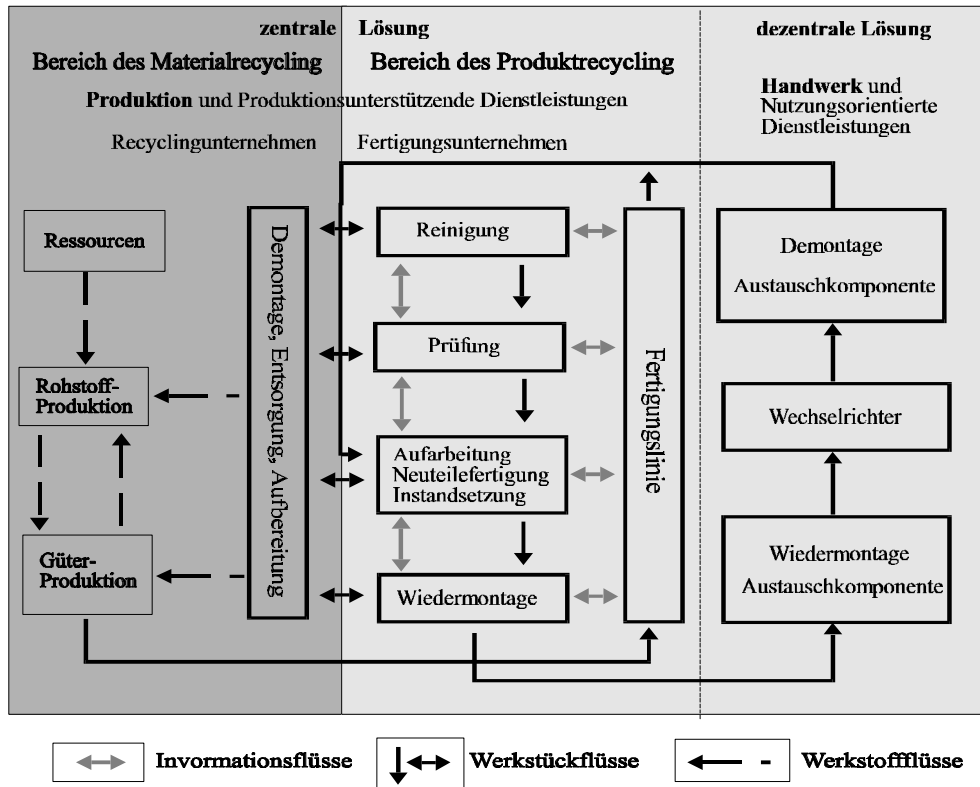 zentrale Lösung
dezentrale Lösung
Bereich des Materialrecycling
Bereich des Produktrecycling
Produktion und Produktionsunterstützende Dienstleistungen
Handwerk und
Nutzungsorientierte
Dienstleistungen
Recyclingunternehmen
Fertigungsunternehmen
Ressourcen
Rohstoff-
Produktion
Güter-
Produktion
Demontage, Entsorgung, Aufbereitung
Reinigung
Prüfung
Aufarbeitung
Neuteilefertigung
Instandsetzung
Wiedermontage
Fertigungslinie
Demontage
Austauschkomponente
Wechselrichter
Wiedermontage
Austauschkomponente
Invormationsflüsse
Werkstückflüsse
Werkstoffflüsse